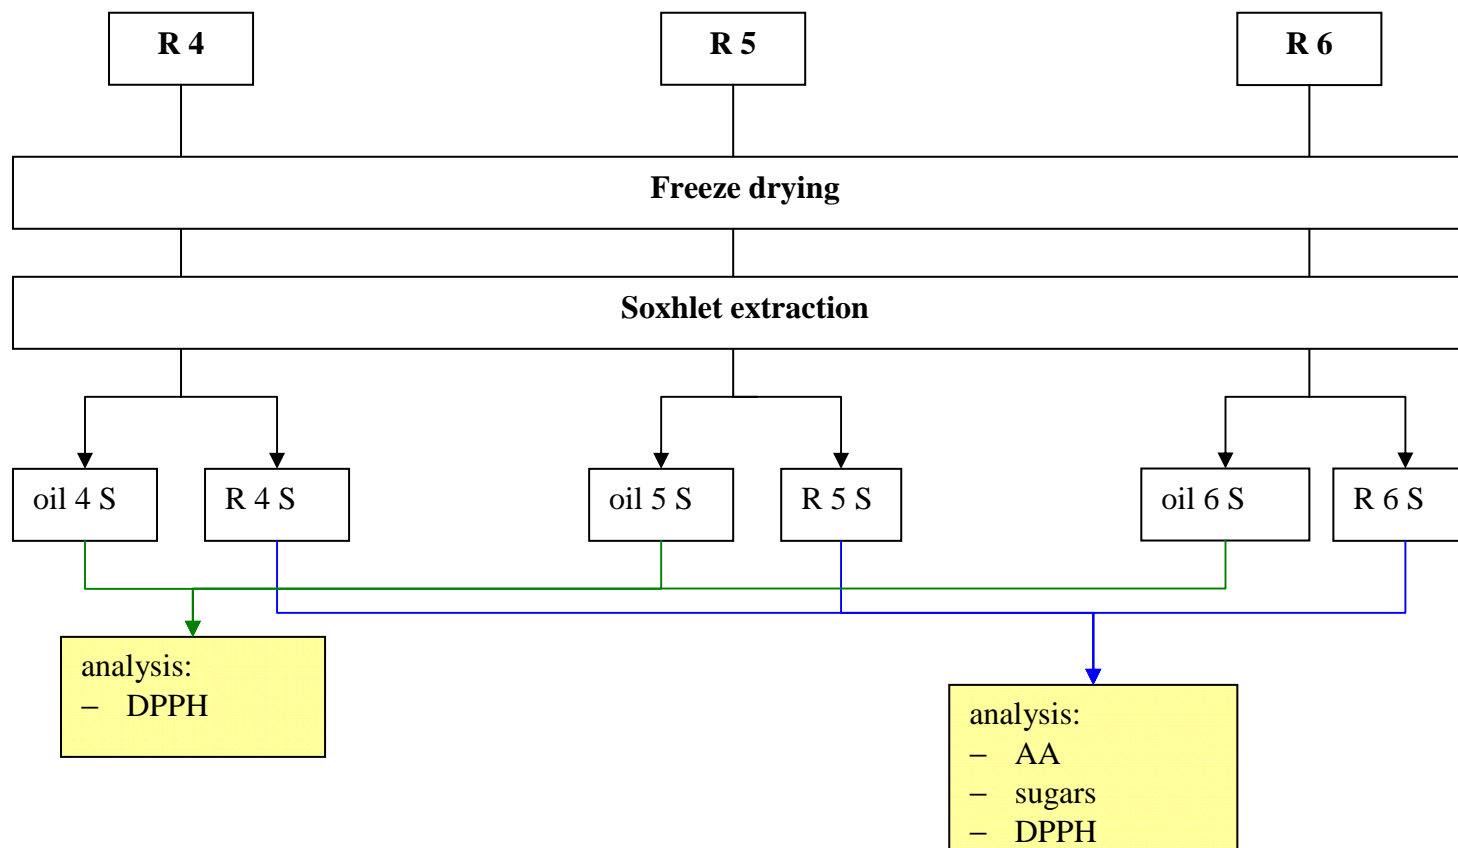 R 4
R 5
R 6
Freeze drying
Soxhlet extraction
oil 4 S
R 4 S
oil 5 S
R 5 S
oil 6 S
R 6 S
analysis:
– DPPH
analysis:
– AA
– sugars
– DPPH